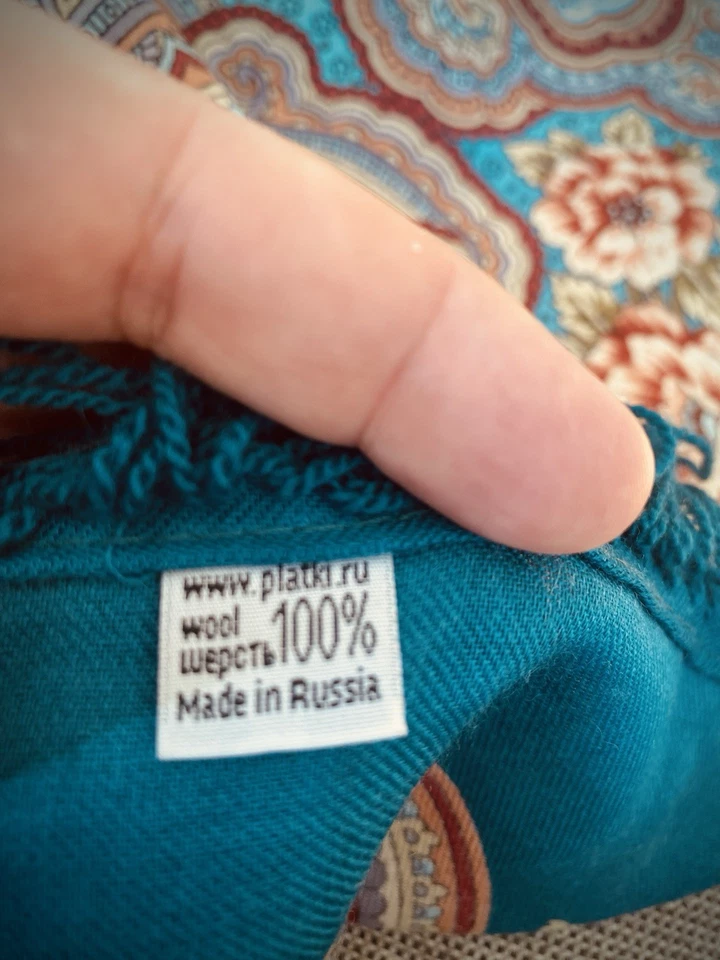 www.platki.ru
wool 100%
шерсть
Made in Russia